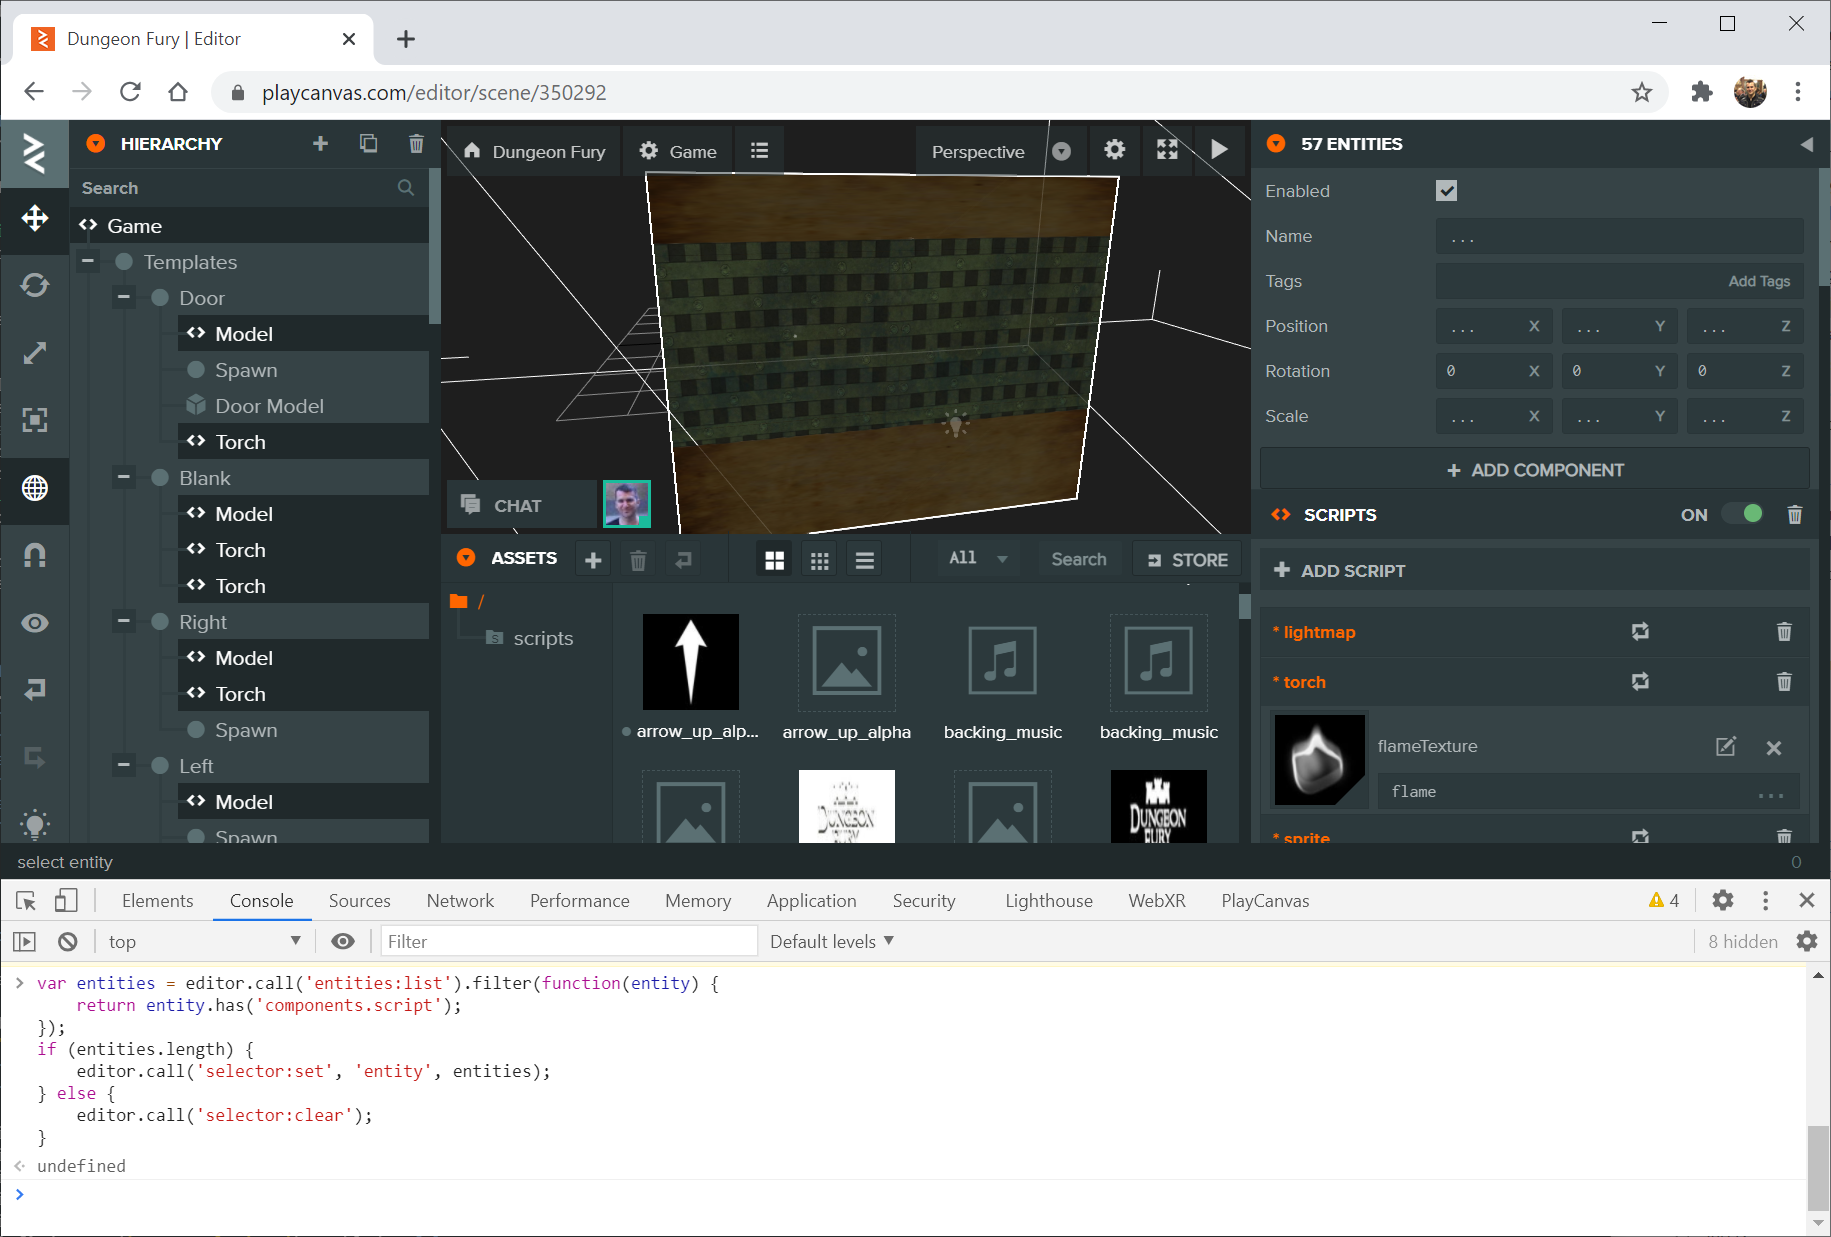 Dungeon Fury | Editor
playcanvas.com/editor/scene/350292
HIERARCHY
Search
Game
Templates
Door
Model
Spawn
Door Model
Torch
Blank
Model
Torch
Torch
Right
Model
Torch
Spawn
Left
Model
Spawn
Dungeon Fury
Game
Perspective
CHAT
ASSETS
All
Search
STORE
/
scripts
arrow_up_alp...
arrow_up_alpha
backing_music
backing_music
DUNGEON
FURY
DUNGEON
FURY
57 ENTITIES
Enabled
Name
...
Tags
Add Tags
Position
... X ... Y ... Z
Rotation
0 X 0 Y 0 Z
Scale
... X ... Y ... Z
+ ADD COMPONENT
SCRIPTS
ON
+ ADD SCRIPT
* lightmap
* torch
flameTexture
flame
...
* sprite
select entity
0
Elements Console Sources Network Performance Memory Application Security Lighthouse WebXR PlayCanvas
4
top
Filter
Default levels
8 hidden
var entities = editor.call('entities:list').filter(function(entity) {
    return entity.has('components.script');
});
if (entities.length) {
    editor.call('selector:set', 'entity', entities);
} else {
    editor.call('selector:clear');
}
undefined